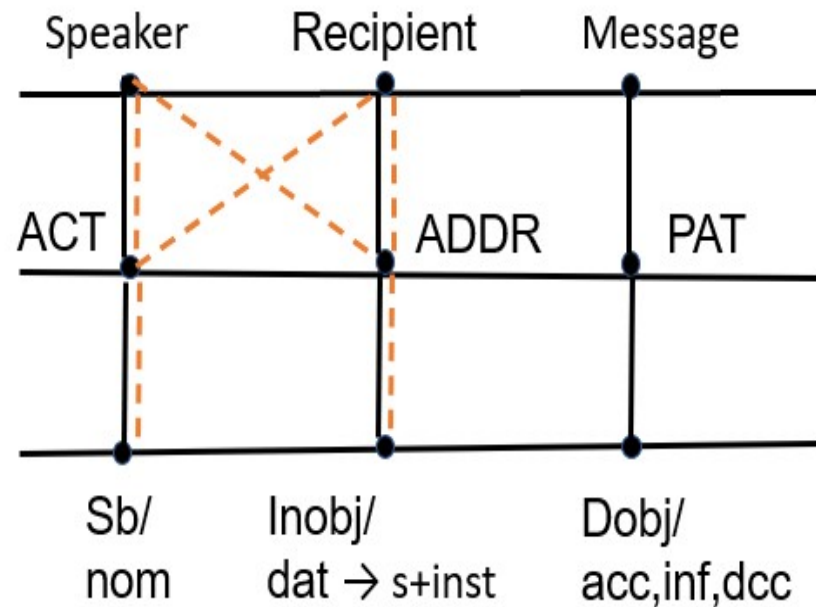 Speaker Recipient Message
ACT ADDR PAT
Sb/ Inobj/ Dobj/
nom dat → s+inst acc,inf,dcc